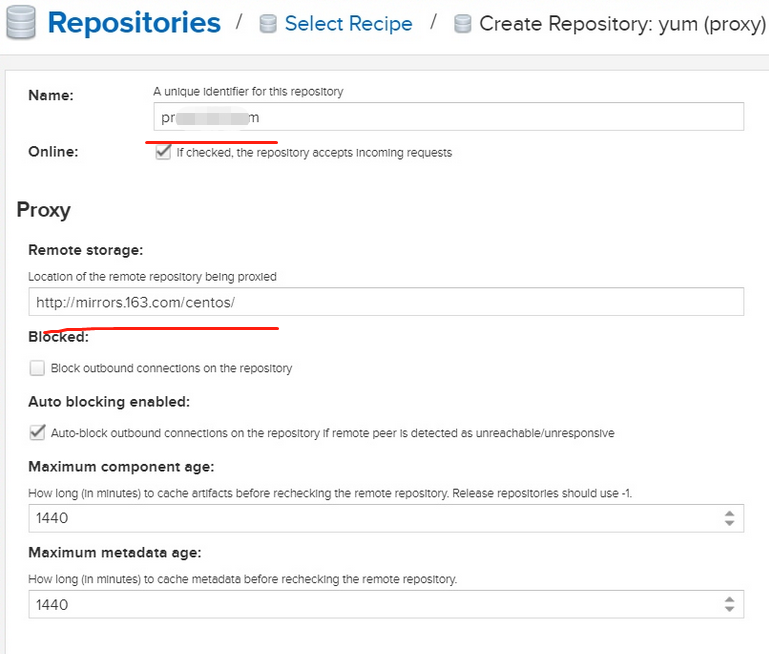 Repositories / Select Recipe / Create Repository: yum (proxy)
Name:
A unique identifier for this repository
Online:
If checked, the repository accepts incoming requests
Proxy
Remote storage:
Location of the remote repository being proxied
http://mirrors.163.com/centos/
Blocked:
Block outbound connections on the repository
Auto blocking enabled:
Auto-block outbound connections on the repository if remote peer is detected as unreachable/unresponsive
Maximum component age:
How long (in minutes) to cache artifacts before rechecking the remote repository. Release repositories should use -1.
1440
Maximum metadata age:
How long (in minutes) to cache metadata before rechecking the remote repository.
1440